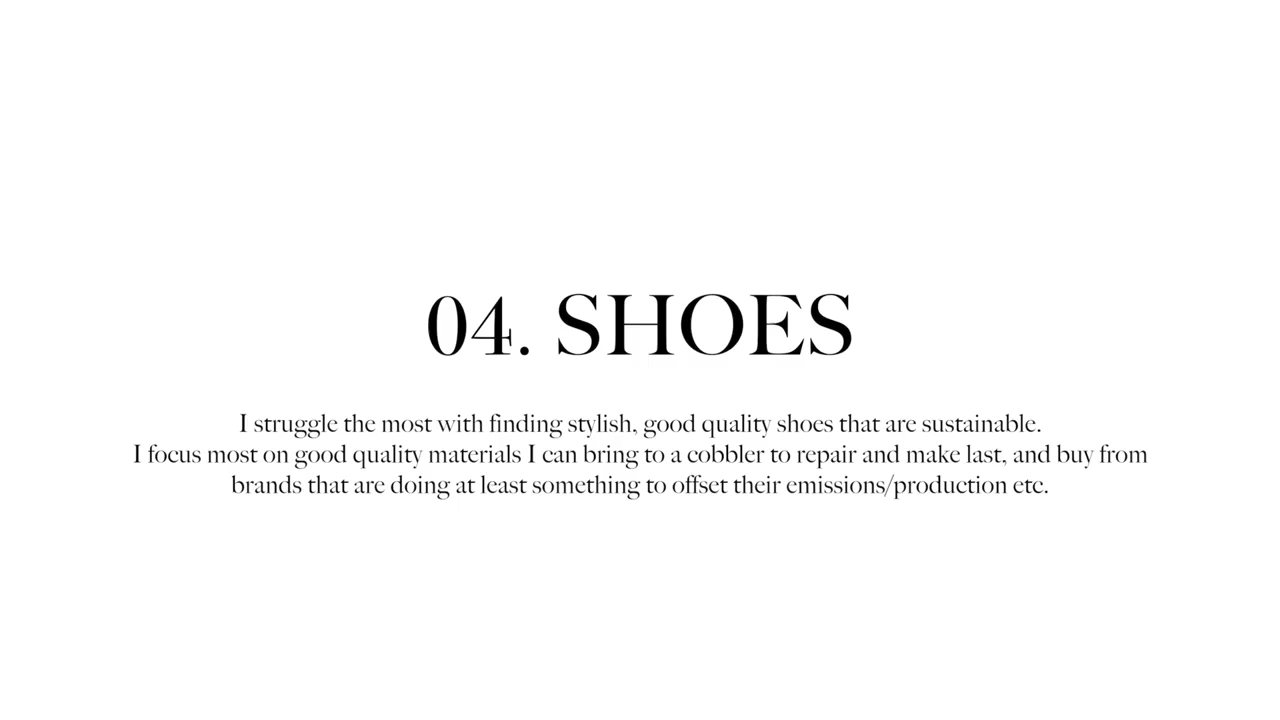 04. SHOES
I struggle the most with finding stylish, good quality shoes that are sustainable.
I focus most on good quality materials I can bring to a cobbler to repair and make last, and buy from
brands that are doing at least something to offset their emissions/production etc.